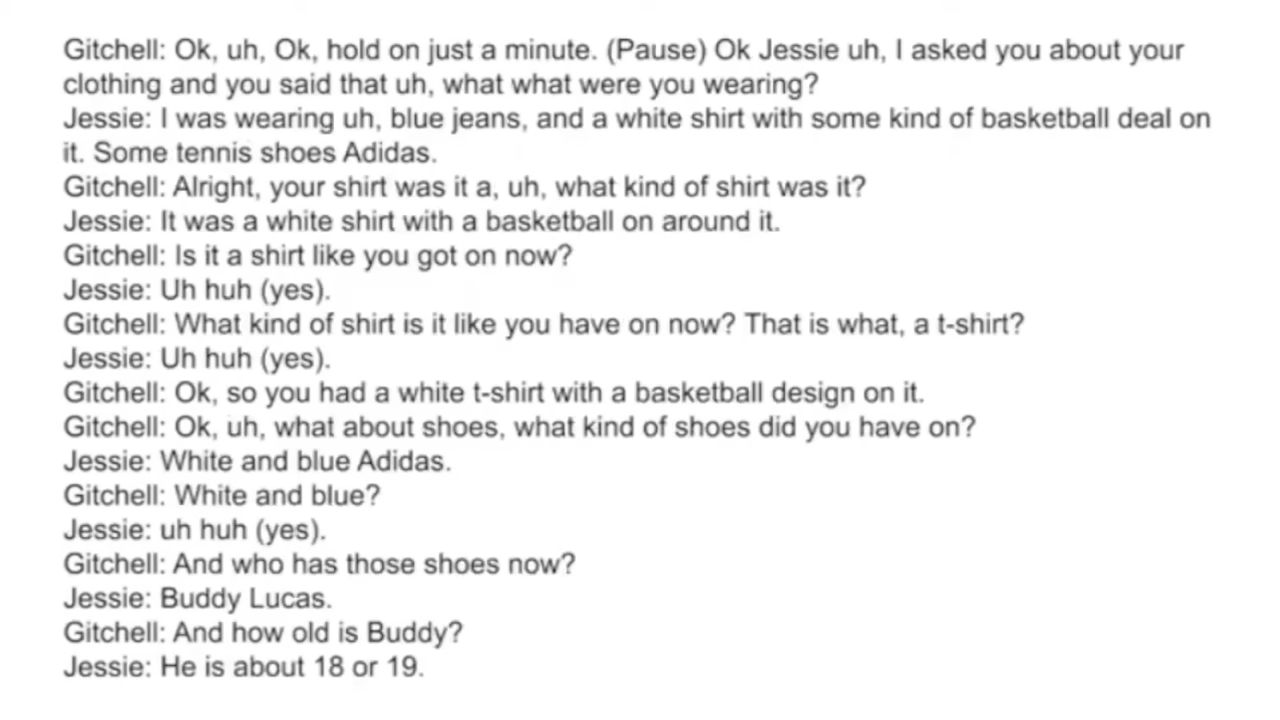 Gitchell: Ok, uh, Ok, hold on just a minute. (Pause) Ok Jessie uh, I asked you about your
clothing and you said that uh, what what were you wearing?
Jessie: I was wearing uh, blue jeans, and a white shirt with some kind of basketball deal on
it. Some tennis shoes Adidas.
Gitchell: Alright, your shirt was it a, uh, what kind of shirt was it?
Jessie: It was a white shirt with a basketball on around it.
Gitchell: Is it a shirt like you got on now?
Jessie: Uh huh (yes).
Gitchell: What kind of shirt is it like you have on now? That is what, a t-shirt?
Jessie: Uh huh (yes).
Gitchell: Ok, so you had a white t-shirt with a basketball design on it.
Gitchell: Ok, uh, what about shoes, what kind of shoes did you have on?
Jessie: White and blue Adidas.
Gitchell: White and blue?
Jessie: uh huh (yes).
Gitchell: And who has those shoes now?
Jessie: Buddy Lucas.
Gitchell: And how old is Buddy?
Jessie: He is about 18 or 19.